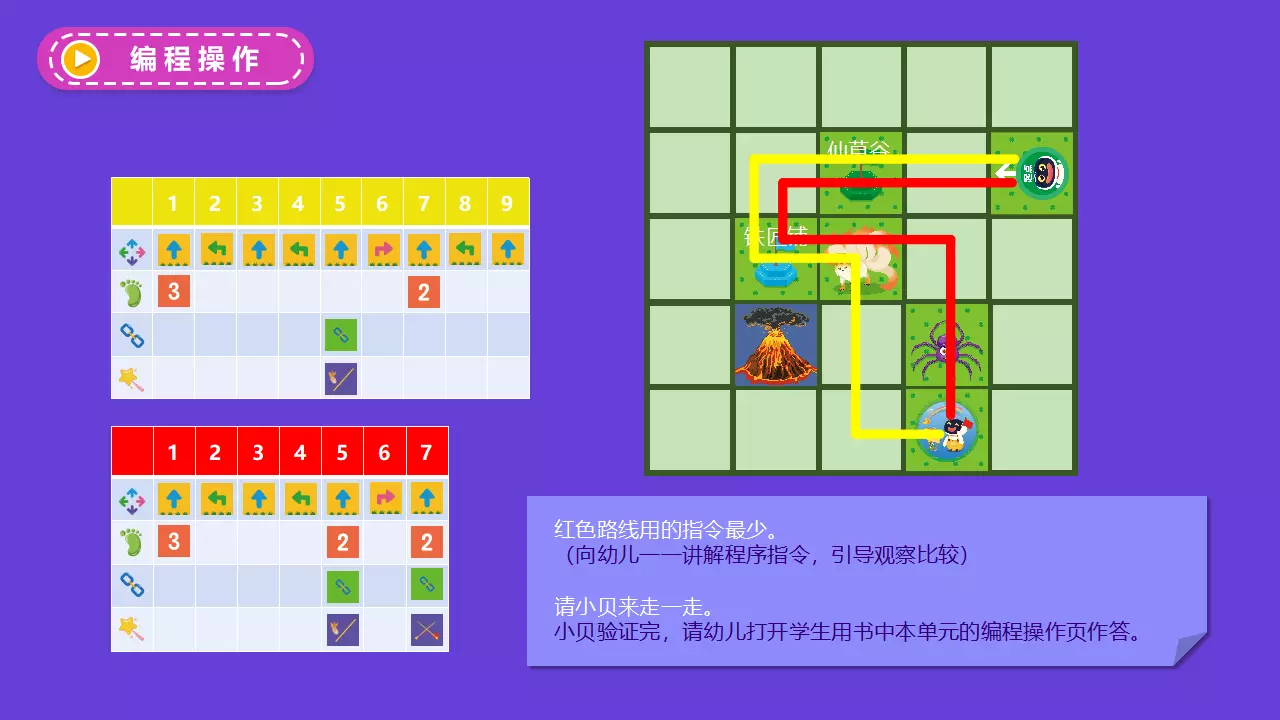 编程操作
1 2 3 4 5 6 7 8 9
3 2
1 2 3 4 5 6 7
3 2 2
仙草谷
铁匠铺
红色路线用的指令最少。
（向幼儿一一讲解程序指令，引导观察比较）
请小贝来走一走。
小贝验证完，请幼儿打开学生用书中本单元的编程操作页作答。